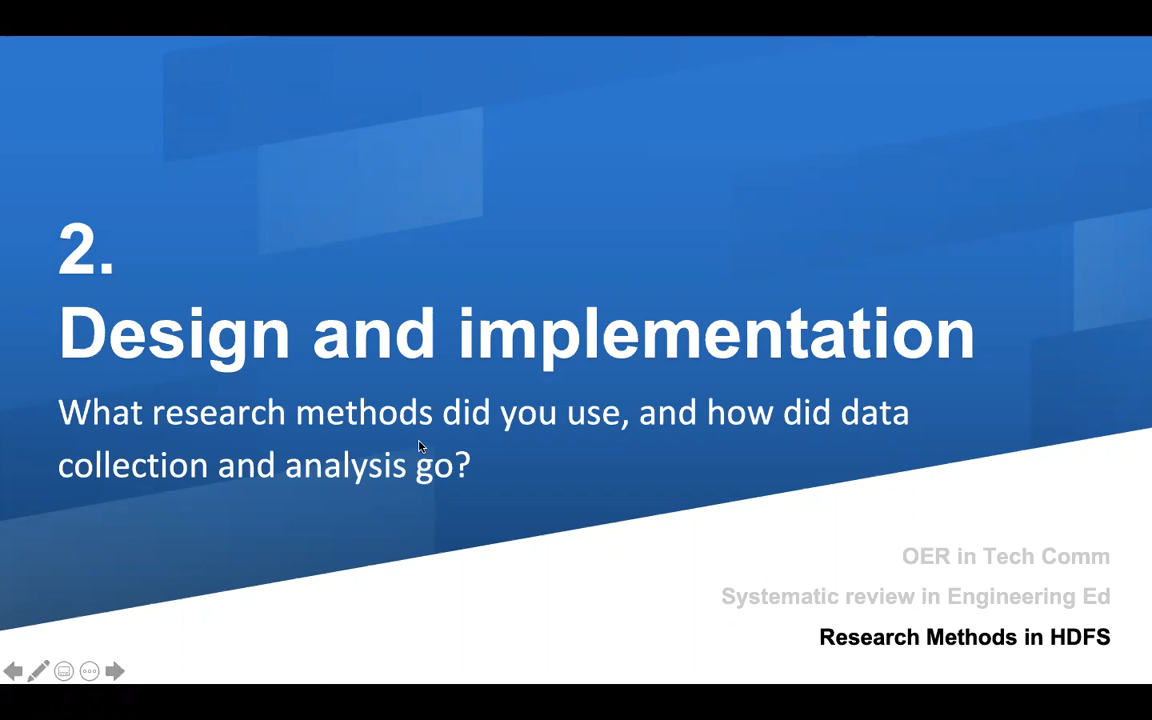 2.
Design and implementation
What research methods did you use, and how did data
collection and analysis go?
OER in Tech Comm
Systematic review in Engineering Ed
Research Methods in HDFS